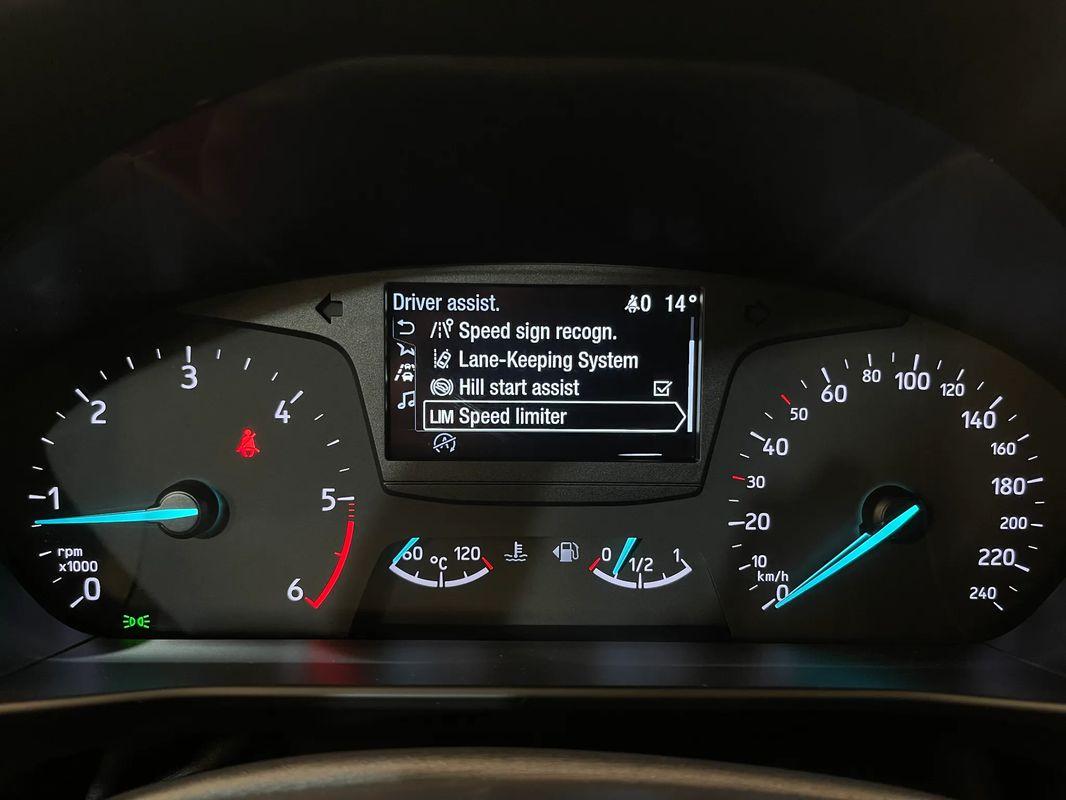 Driver assist. 0 14°
Speed sign recogn.
Lane-Keeping System
Hill start assist
LIM Speed limiter
0
1
2
3
4
5
6
rpm
x1000
60 °C 120
0 1/2 1
0
10
20
30
40
50
60
80
100
120
140
160
180
200
220
240
km/h